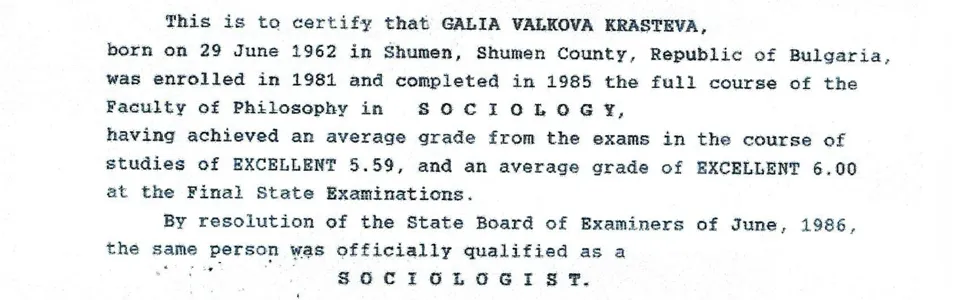 This is to certify that GALIA VALKOVA KRASTEVA,
born on 29 June 1962 in Shumen, Shumen County, Republic of Bulgaria,
was enrolled in 1981 and completed in 1985 the full course of the
Faculty of Philosophy in S O C I O L O G Y,
having achieved an average grade from the exams in the course of
studies of EXCELLENT 5.59, and an average grade of EXCELLENT 6.00
at the Final State Examinations.
By resolution of the State Board of Examiners of June, 1986,
the same person was officially qualified as a
S O C I O L O G I S T.